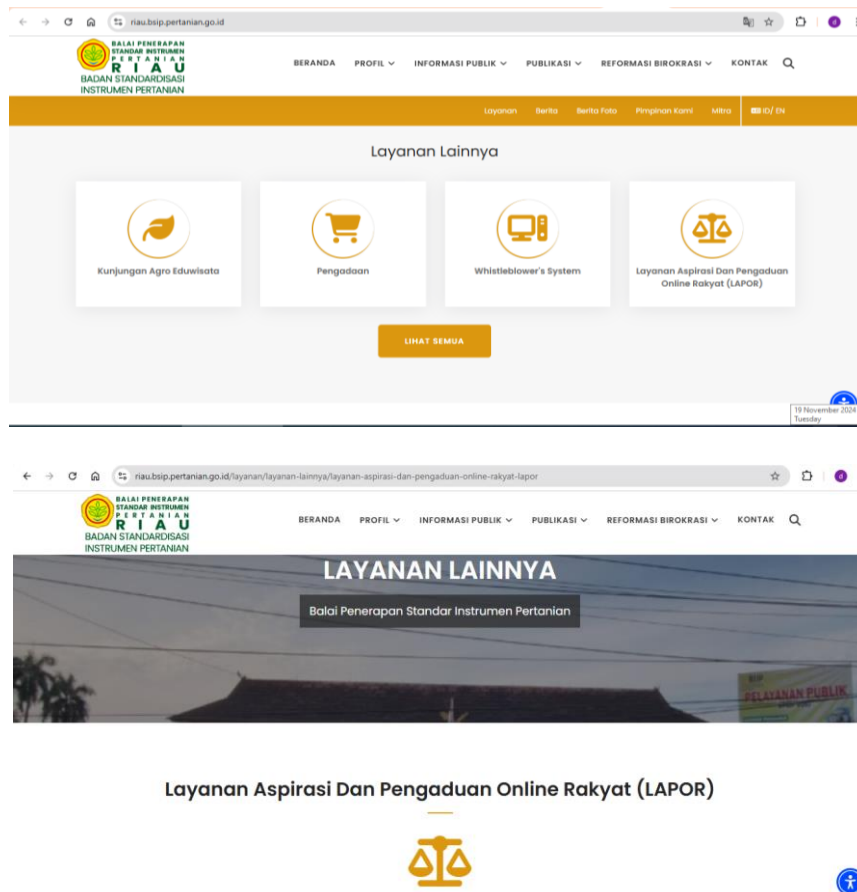 riau.bsip.pertanian.go.id
BALAI PENERAPAN
STANDAR INSTRUMEN
PERTANIAN
RIAU
BADAN STANDARDISASI
INSTRUMEN PERTANIAN
BERANDA PROFIL INFORMASI PUBLIK PUBLIKASI REFORMASI BIROKRASI KONTAK
Layanan Berita Berita Foto Pimpinan Kami Mitra ID/ EN
Layanan Lainnya
Kunjungan Agro Eduwisata
Pengadaan
Whistleblower's System
Layanan Aspirasi Dan Pengaduan
Online Rakyat (LAPOR)
LIHAT SEMUA
19 November 2024
Tuesday
riau.bsip.pertanian.go.id/layanan/layanan-lainnya/layanan-aspirasi-dan-pengaduan-online-rakyat-lapor
BALAI PENERAPAN
STANDAR INSTRUMEN
PERTANIAN
RIAU
BADAN STANDARDISASI
INSTRUMEN PERTANIAN
BERANDA PROFIL INFORMASI PUBLIK PUBLIKASI REFORMASI BIROKRASI KONTAK
LAYANAN LAINNYA
Balai Penerapan Standar Instrumen Pertanian
PELAYANAN PUBLIK
Layanan Aspirasi Dan Pengaduan Online Rakyat (LAPOR)